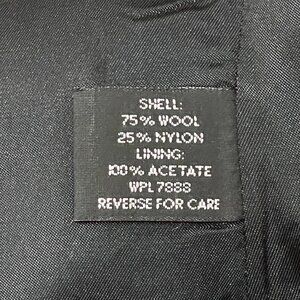 SHELL:
75% WOOL
25% NYLON
LINING:
100% ACETATE
WPL 7888
REVERSE FOR CARE